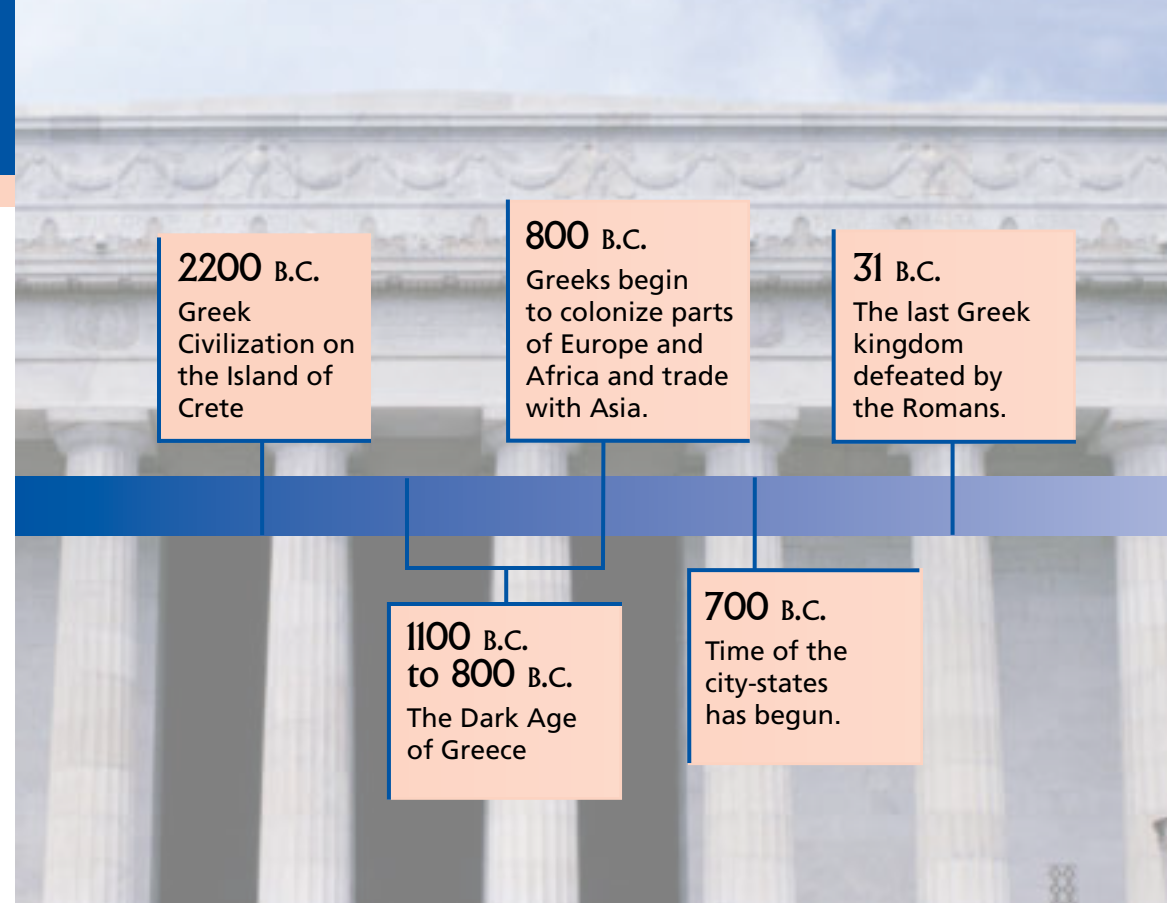 2200 B.C.
Greek
Civilization on
the Island of
Crete
1100 B.C.
to 800 B.C.
The Dark Age
of Greece
800 B.C.
Greeks begin
to colonize parts
of Europe and
Africa and trade
with Asia.
700 B.C.
Time of the
city-states
has begun.
31 B.C.
The last Greek
kingdom
defeated by
the Romans.